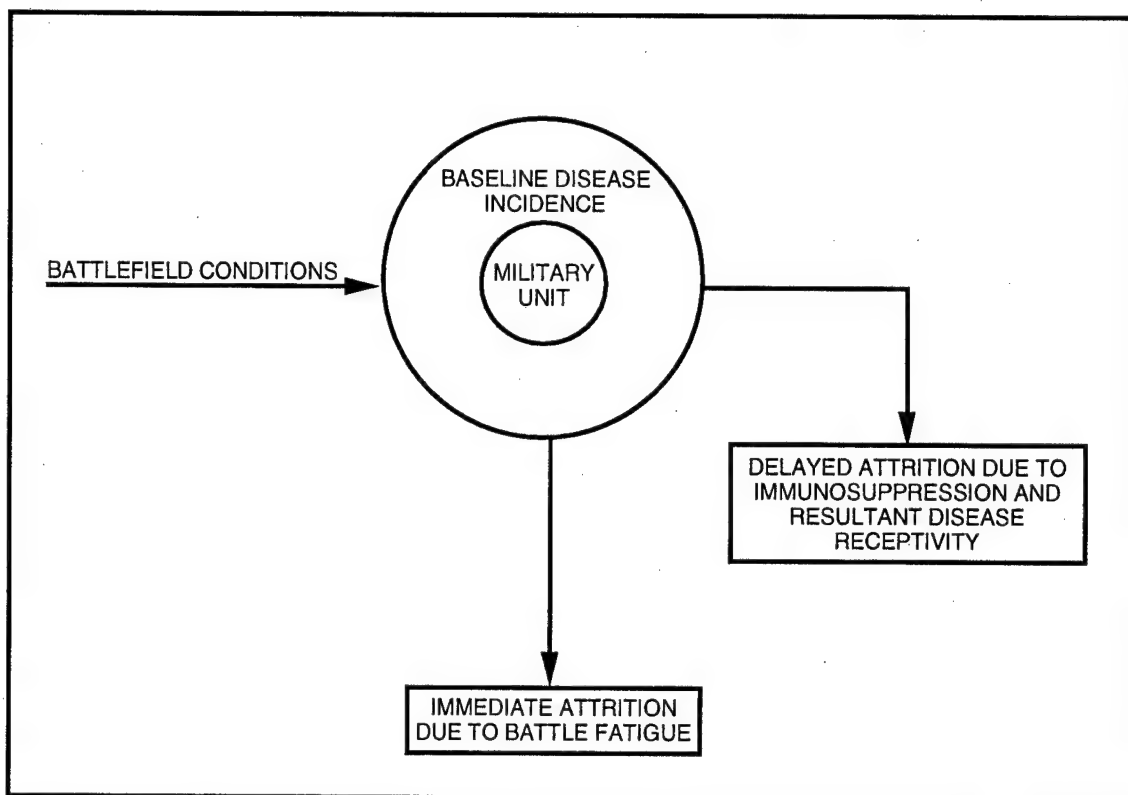 BASELINE DISEASE
INCIDENCE
MILITARY
UNIT
BATTLEFIELD CONDITIONS
DELAYED ATTRITION DUE TO
IMMUNOSUPPRESSION AND
RESULTANT DISEASE
RECEPTIVITY
IMMEDIATE ATTRITION
DUE TO BATTLE FATIGUE